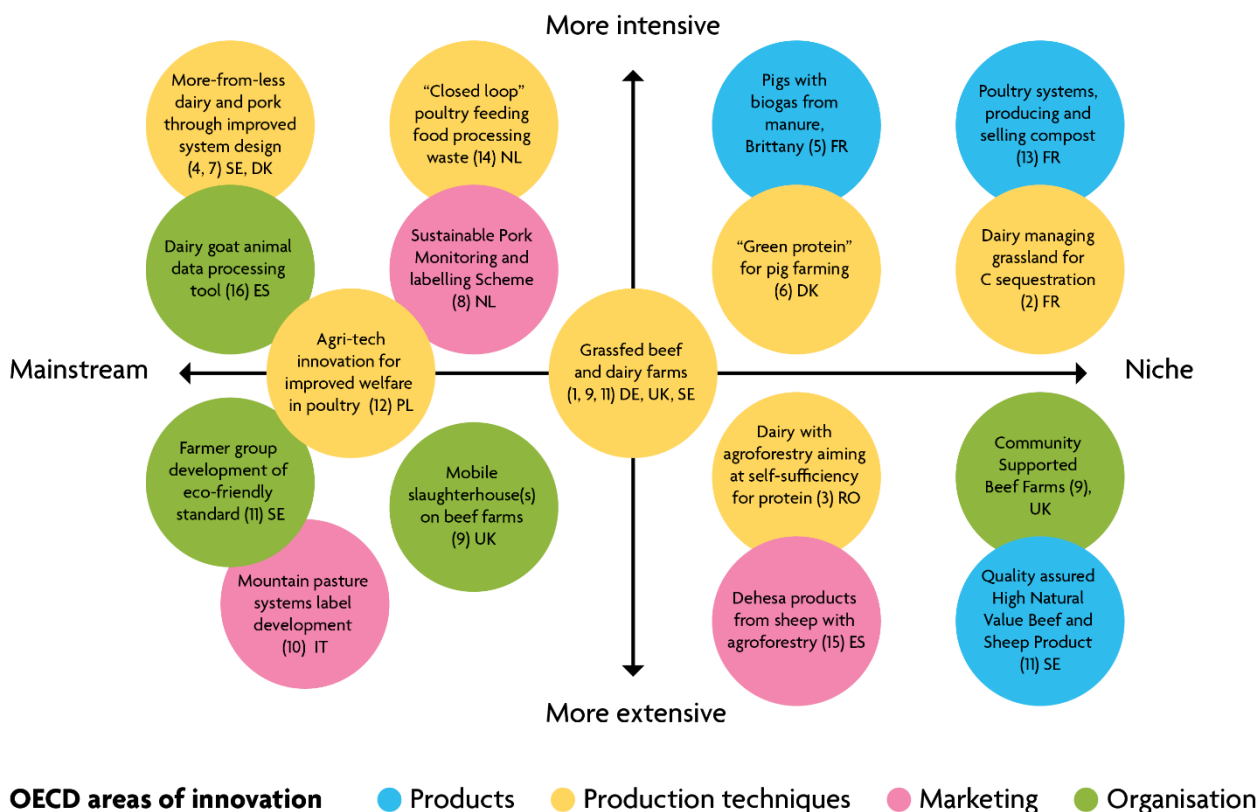 More intensive
More-from-less
dairy and pork
through improved
system design
(4, 7) SE, DK
“Closed loop”
poultry feeding
food processing
waste (14) NL
Pigs with
biogas from
manure,
Brittany (5) FR
Poultry systems,
producing and
selling compost
(13) FR
Dairy goat animal
data processing
tool (16) ES
Sustainable Pork
Monitoring and
labelling Scheme
(8) NL
“Green protein”
for pig farming
(6) DK
Dairy managing
grassland for
C sequestration
(2) FR
Mainstream
Agri-tech
innovation for
improved welfare
in poultry (12) PL
Grassfed beef
and dairy farms
(1, 9, 11) DE, UK, SE
Niche
Farmer group
development of
eco-friendly
standard (11) SE
Mobile
slaughterhouse(s)
on beef farms
(9) UK
Dairy with
agroforestry aiming
at self-sufficiency
for protein (3) RO
Community
Supported
Beef Farms (9),
UK
Mountain pasture
systems label
development
(10) IT
Dehesa products
from sheep with
agroforestry (15) ES
Quality assured
High Natural
Value Beef and
Sheep Product
(11) SE
More extensive
OECD areas of innovation Products Production techniques Marketing Organisation